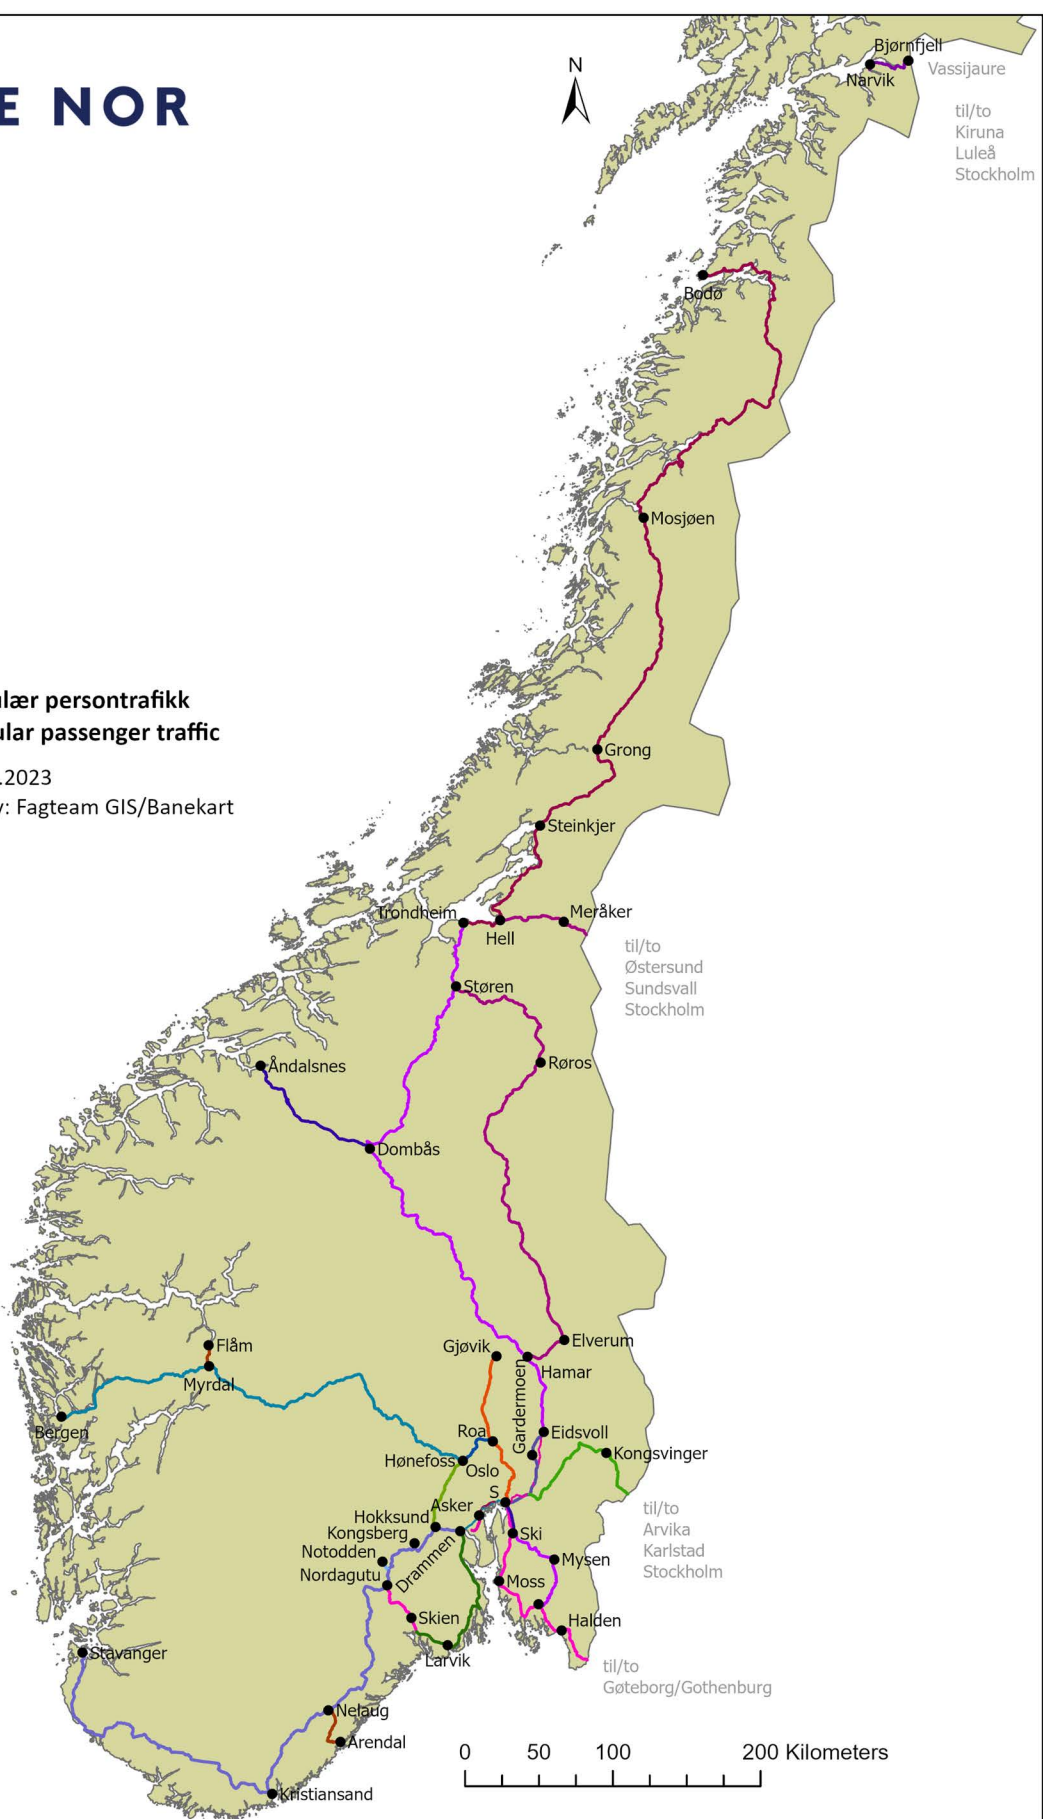 E NOR
N
Bjørnfjell
Narvik
Vassijaure
til/to
Kiruna
Luleå
Stockholm
Bodø
Mosjøen
ulær persontrafikk
ular passenger traffic
.2023
v: Fagteam GIS/Banekart
Grong
Steinkjer
Trondheim
Hell
Meråker
til/to
Østersund
Sundsvall
Stockholm
Støren
Røros
Åndalsnes
Dombås
Elverum
Flåm
Gjøvik
Hamar
Myrdal
Gardermoen
Bergen
Roa
Eidsvoll
Kongsvinger
Hønefoss
Oslo
S
Asker
Hokksund
Kongsberg
Notodden
Nordagutu
Drammen
Ski
til/to
Arvika
Karlstad
Stockholm
Mysen
Moss
Skien
Halden
Larvik
Stavanger
til/to
Gøteborg/Gothenburg
Nelaug
Arendal
Kristiansand
0 50 100 200 Kilometers